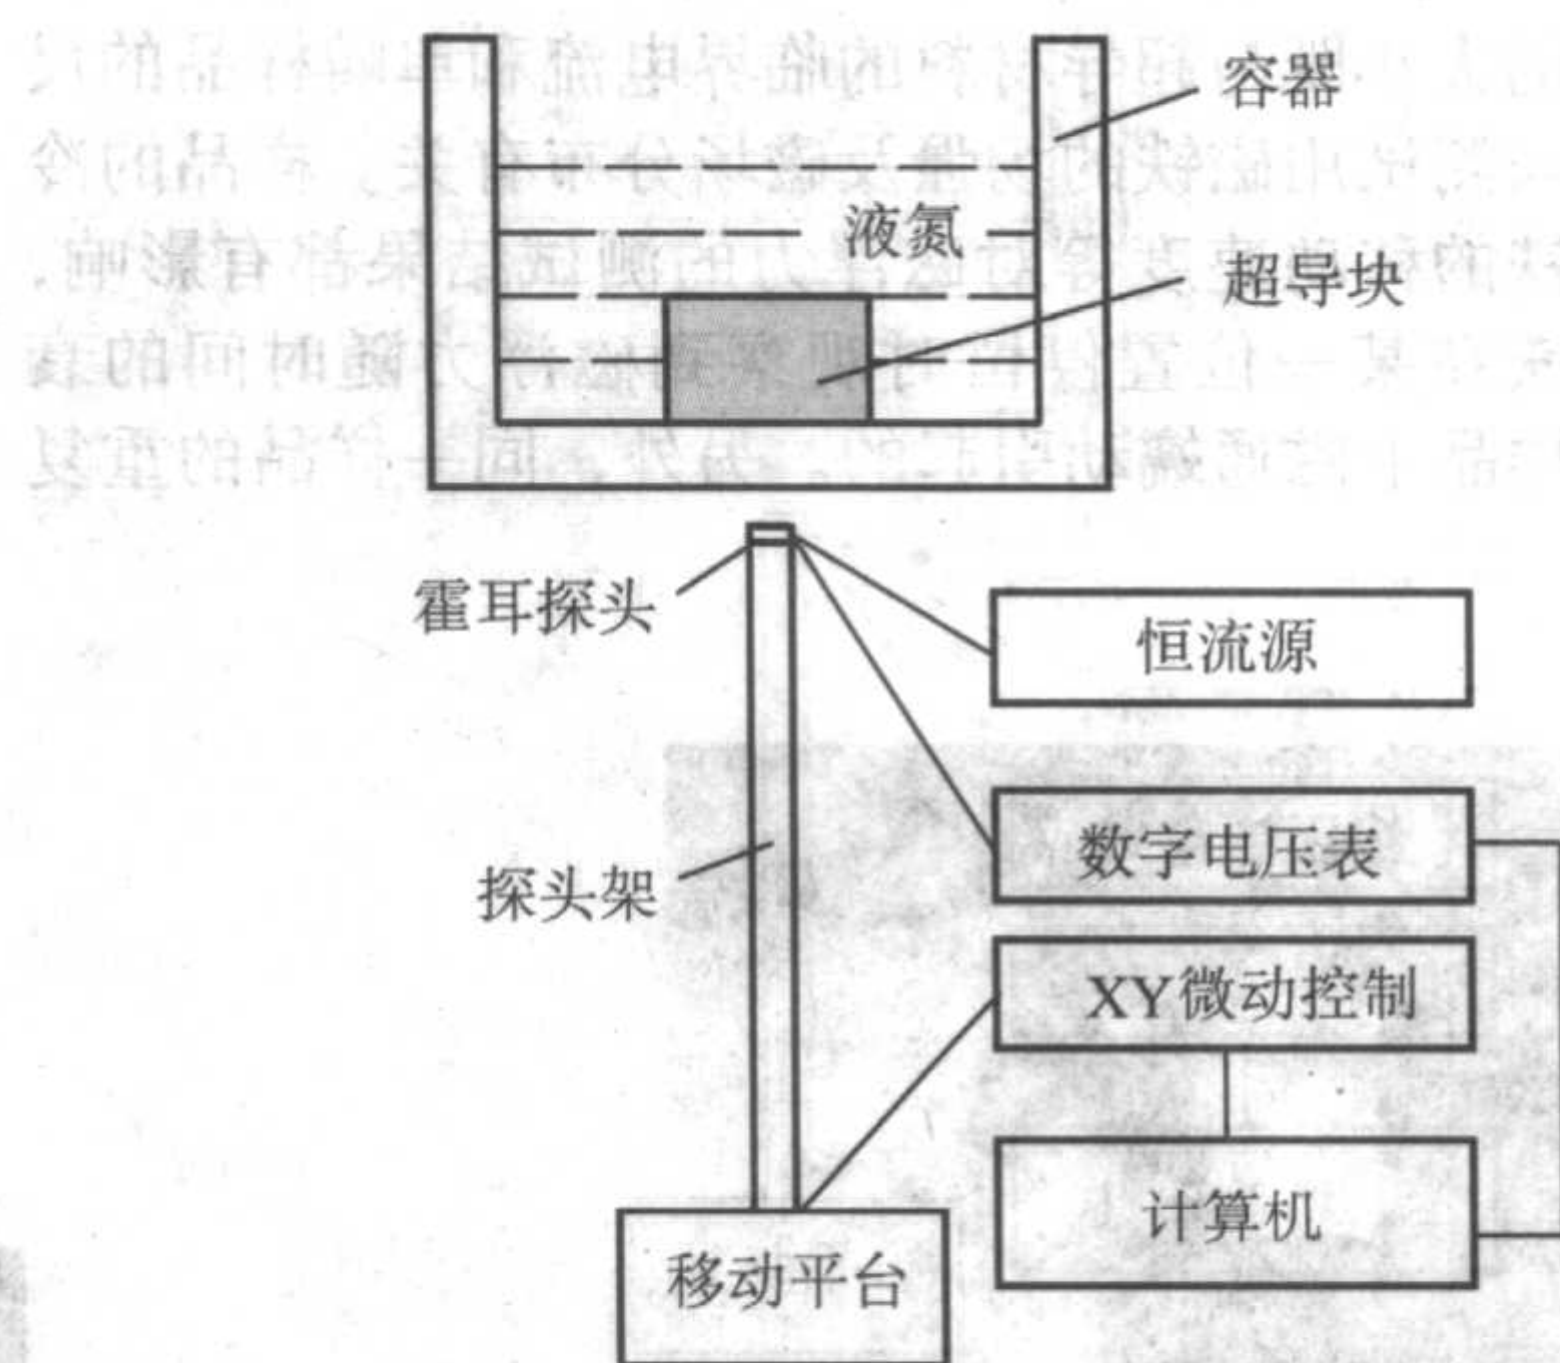 容器
液氮
超导块
霍耳探头
恒流源
数字电压表
探头架
XY微动控制
计算机
移动平台